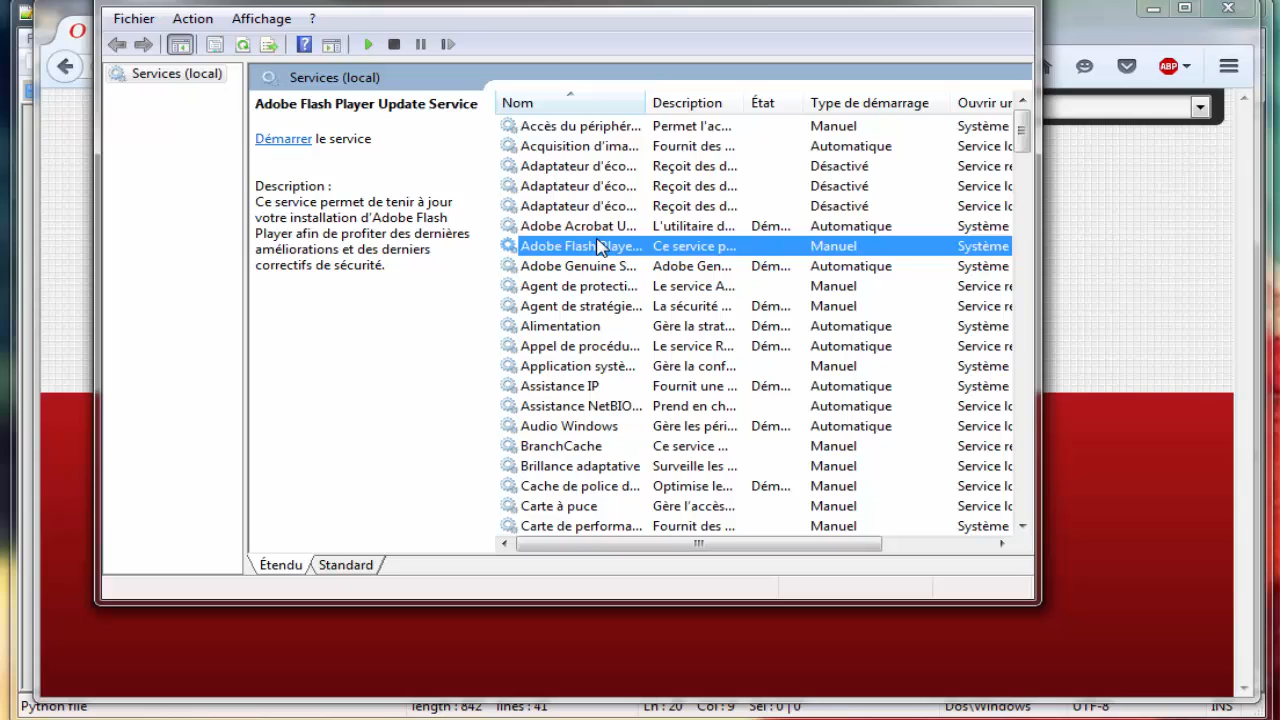 Fichier Action Affichage ?
ABP
Services (local)
Services (local)
Adobe Flash Player Update Service
Démarrer le service
Description :
Ce service permet de tenir à jour
votre installation d'Adobe Flash
Player afin de profiter des dernières
améliorations et des derniers
correctifs de sécurité.
Nom Description État Type de démarrage Ouvrir ur
Accès du périphér... Permet l'ac... Manuel Système
Acquisition d'ima... Fournit des ... Automatique Service lo
Adaptateur d'éco... Reçoit des d... Désactivé Service re
Adaptateur d'éco... Reçoit des d... Désactivé Service lo
Adaptateur d'éco... Reçoit des d... Désactivé Service lo
Adobe Acrobat U... L'utilitaire d... Dém... Automatique Système
Adobe Flash Playe... Ce service p... Manuel Système
Adobe Genuine S... Adobe Gen... Dém... Automatique Système
Agent de protecti... Le service A... Manuel Service re
Agent de stratégie... La sécurité ... Dém... Manuel Service re
Alimentation Gère la strat... Dém... Automatique Système
Appel de procédu... Le service R... Dém... Automatique Service re
Application systè... Gère la conf... Manuel Système
Assistance IP Fournit une ... Dém... Automatique Système
Assistance NetBIO... Prend en ch... Automatique Service lo
Audio Windows Gère les péri... Dém... Automatique Service lo
BranchCache Ce service ... Manuel Service re
Brillance adaptative Surveille les ... Manuel Service lo
Cache de police d... Optimise le... Dém... Manuel Service lo
Carte à puce Gère l'accès... Manuel Service lo
Carte de performa... Fournit des ... Manuel Système
Étendu Standard
Python file length : 842 lines : 41 Ln : 20 Col : 9 Sel : 0 | 0 Dos\Windows UTF-8 INS